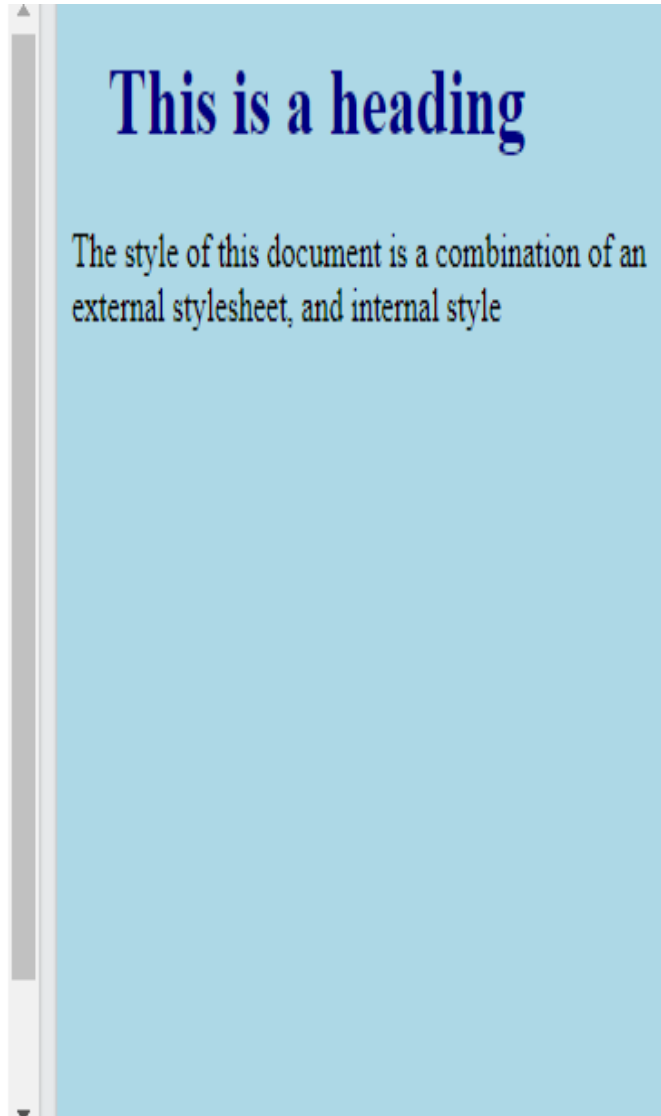 This is a heading
The style of this document is a combination of an
external stylesheet, and internal style